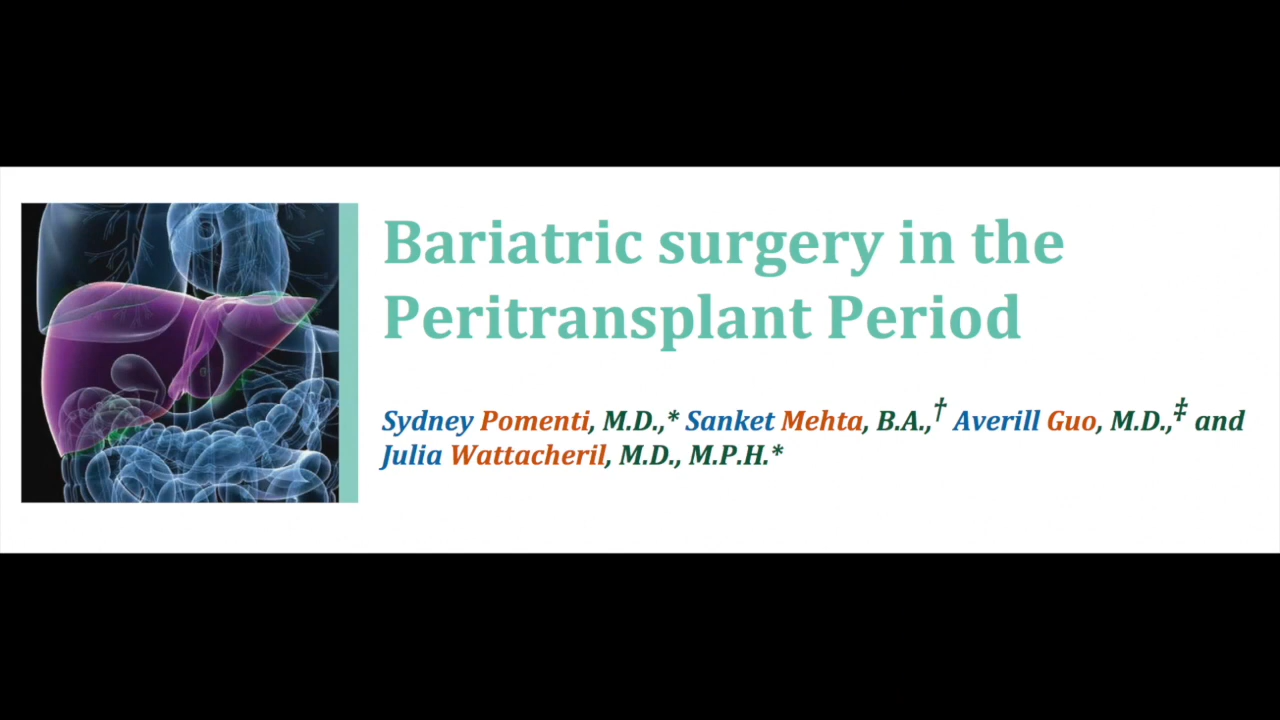 Bariatric surgery in the
Peritransplant Period
Sydney Pomenti, M.D.,* Sanket Mehta, B.A.,† Averill Guo, M.D.,‡ and
Julia Wattacheril, M.D., M.P.H.*